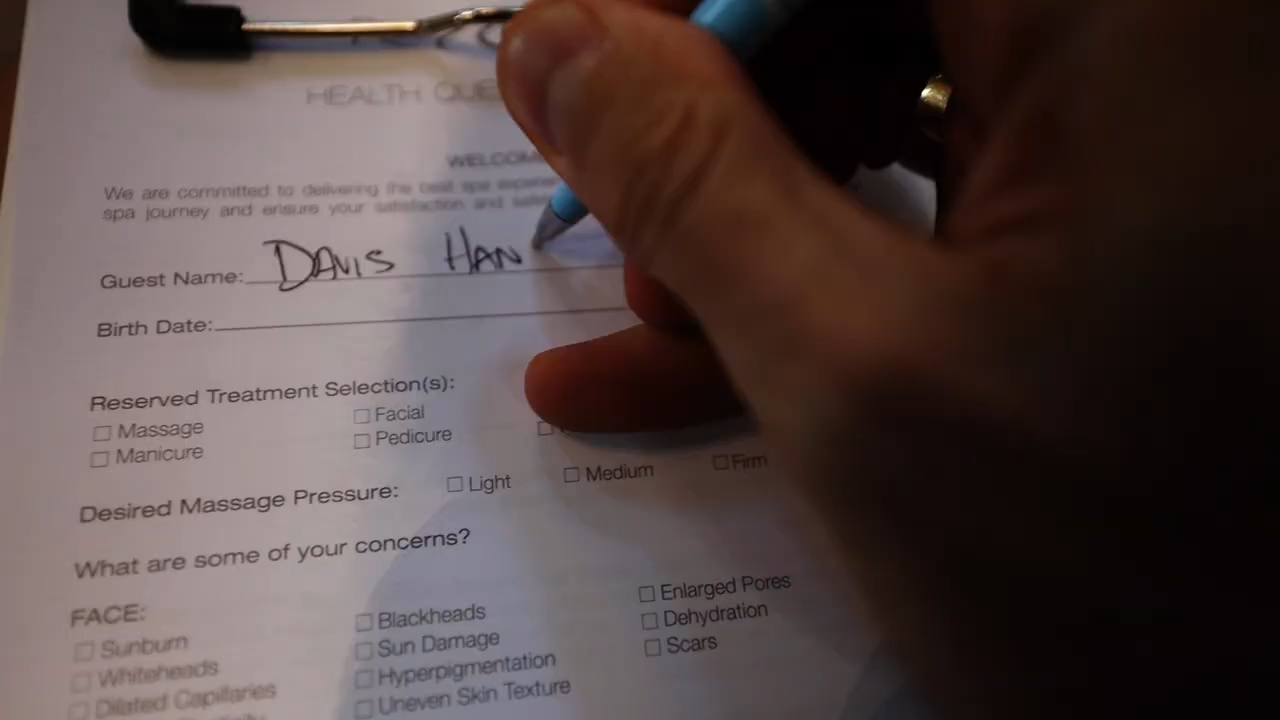 HEALTH QUE
WELCOM
We are committed to delivering the best spa
spa journey and ensure your satisfaction and
Guest Name: DAVIS HAN
Birth Date:
Reserved Treatment Selection(s):
☐ Massage ☐ Facial
☐ Manicure ☐ Pedicure ☐
Desired Massage Pressure: ☐ Light ☐ Medium ☐ Firm
What are some of your concerns?
FACE:
☐ Sunburn ☐ Blackheads ☐ Enlarged Pores
☐ Whiteheads ☐ Sun Damage ☐ Dehydration
☐ Dilated Capillaries ☐ Hyperpigmentation ☐ Scars
☐ Uneven Skin Texture